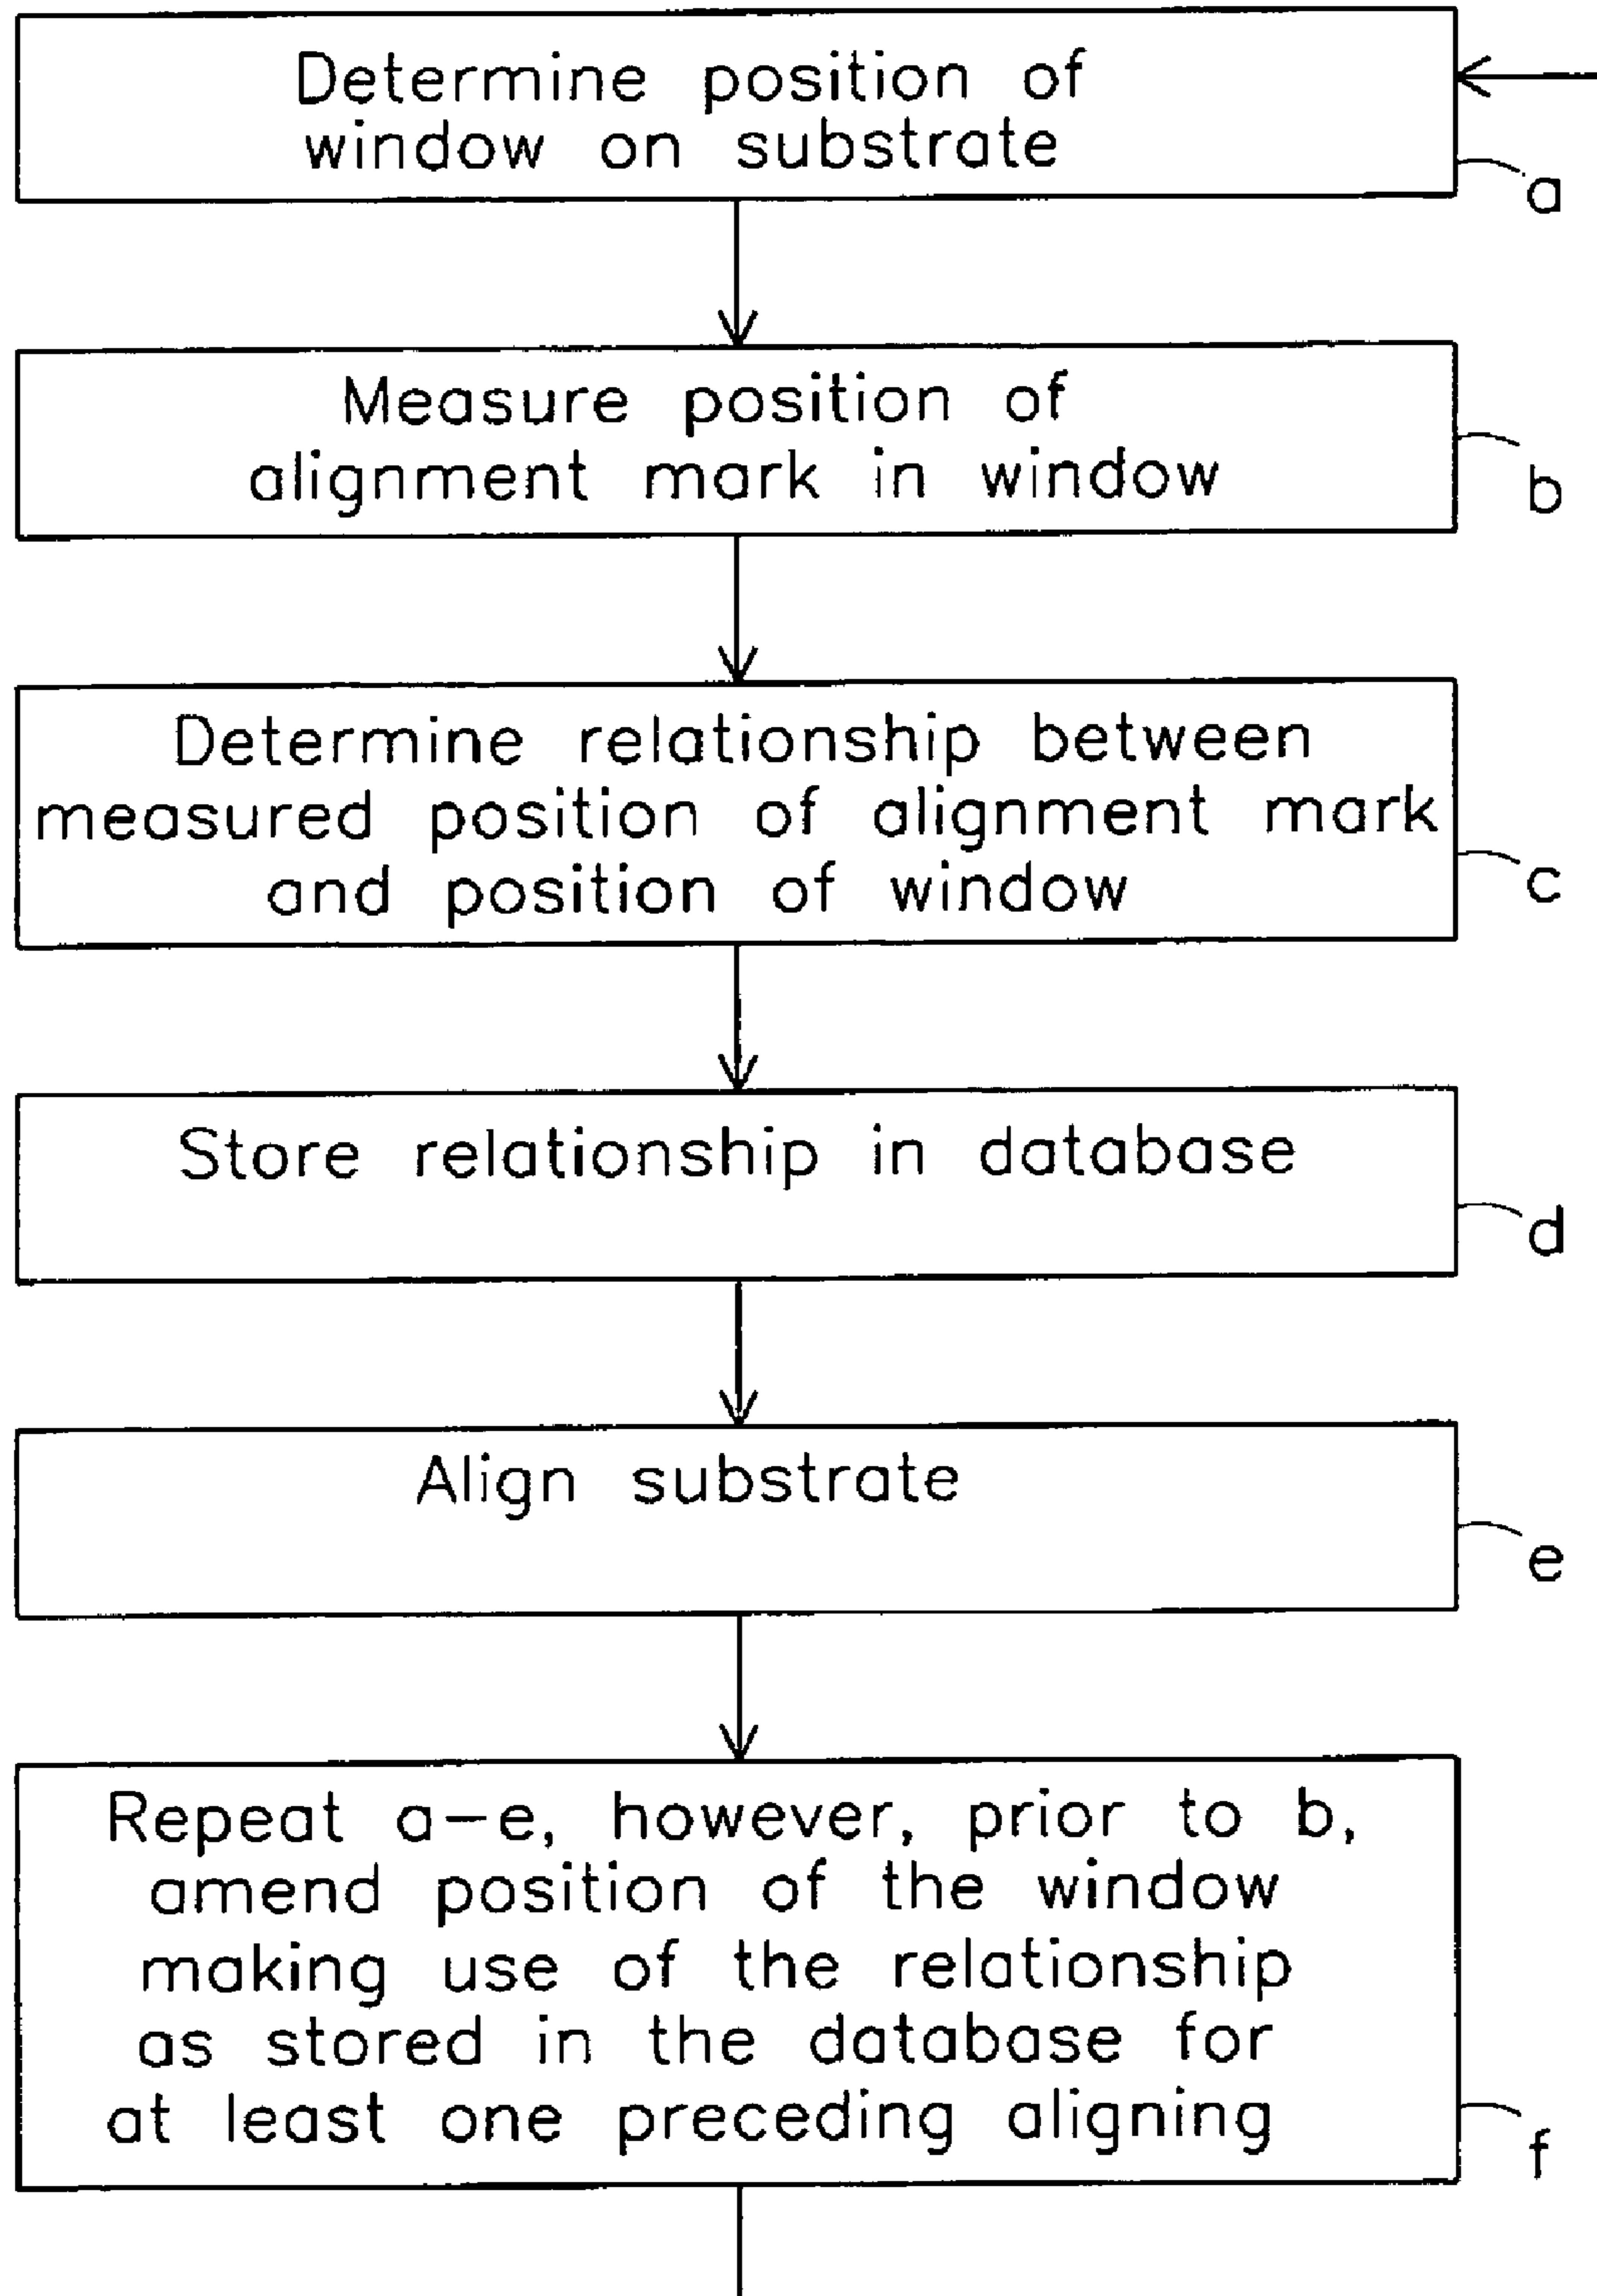 Determine position of
window on substrate
a
Measure position of
alignment mark in window
b
Determine relationship between
measured position of alignment mark
and position of window
c
Store relationship in database
d
Align substrate
e
Repeat a-e, however, prior to b,
amend position of the window
making use of the relationship
as stored in the database for
at least one preceding aligning
f